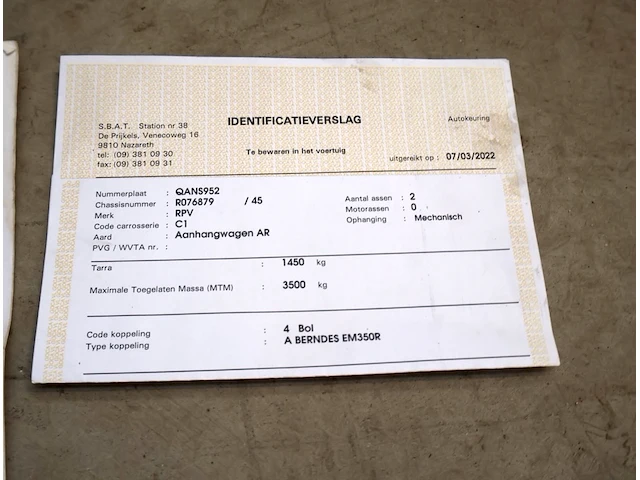 IDENTIFICATIEVERSLAG
Autokeuring
S.B.A.T. Station nr 38
De Prijkels, Venecoweg 16
9810 Nazareth
tel: (09) 381 09 30
fax: (09) 381 09 31
Te bewaren in het voertuig
uitgereikt op : 07/03/2022
Nummerplaat : QANS952
Chassisnummer : R076879 / 45
Merk : RPV
Code carrosserie : C1
Aard : Aanhangwagen AR
PVG / WVTA nr. :
Aantal assen : 2
Motorassen : 0
Ophanging : Mechanisch
Tarra : 1450 kg
Maximale Toegelaten Massa (MTM) : 3500 kg
Code koppeling : 4 Bol
Type koppeling : A BERNDES EM350R